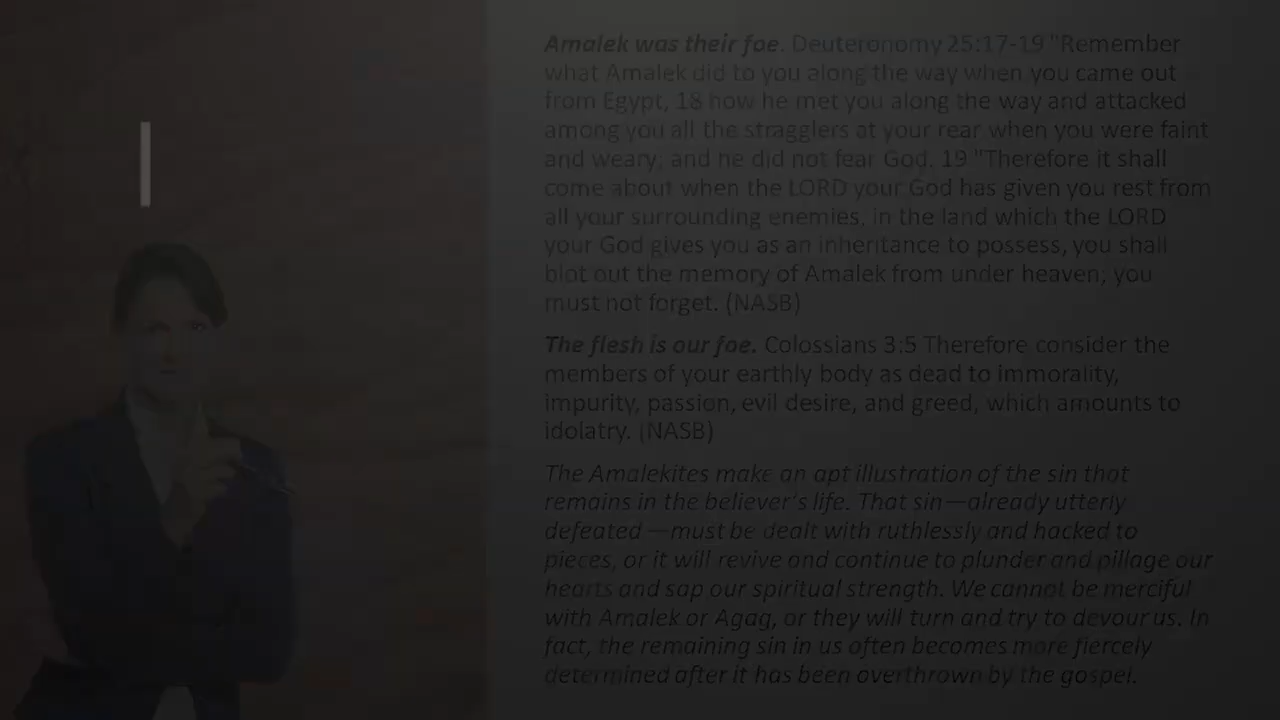 Amalek was their foe. Deuteronomy 25:17-19 "Remember
what Amalek did to you along the way when you came out
from Egypt, 18 how he met you along the way and attacked
among you all the stragglers at your rear when you were faint
and weary; and he did not fear God. 19 "Therefore it shall
come about when the LORD your God has given you rest from
all your surrounding enemies, in the land which the LORD
your God gives you as an inheritance to possess, you shall
blot out the memory of Amalek from under heaven; you
must not forget. (NASB)
The flesh is our foe. Colossians 3:5 Therefore consider the
members of your earthly body as dead to immorality,
impurity, passion, evil desire, and greed, which amounts to
idolatry. (NASB)
The Amalekites make an apt illustration of the sin that
remains in the believer's life. That sin—already utterly
defeated—must be dealt with ruthlessly and hacked to
pieces, or it will revive and continue to plunder and pillage our
hearts and sap our spiritual strength. We cannot be merciful
with Amalek or Agag, or they will turn and try to devour us. In
fact, the remaining sin in us often becomes more fiercely
determined after it has been overthrown by the gospel.